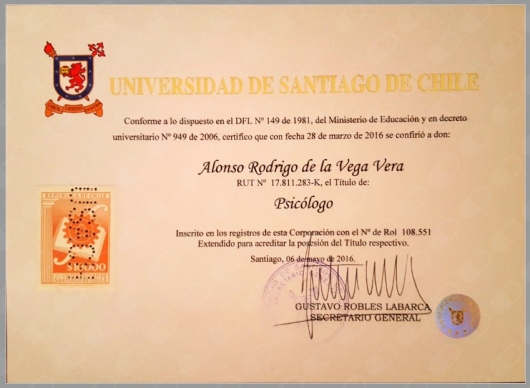 UNIVERSIDAD DE SANTIAGO DE CHILE
Conforme a lo dispuesto en el DFL Nº 149 de 1981, del Ministerio de Educación y en decreto
universitario Nº 949 de 2006, certifico que con fecha 28 de marzo de 2016 se confirió a don:
Alonso Rodrigo de la Vega Vera
RUT Nº 17.811.283-K, el Título de:
Psicólogo
Inscrito en los registros de esta Corporación con el Nº de Rol 108.551
Extendido para acreditar la posesión del Título respectivo.
Santiago, 06 de mayo de 2016.
GUSTAVO ROBLES LABARCA
SECRETARIO GENERAL